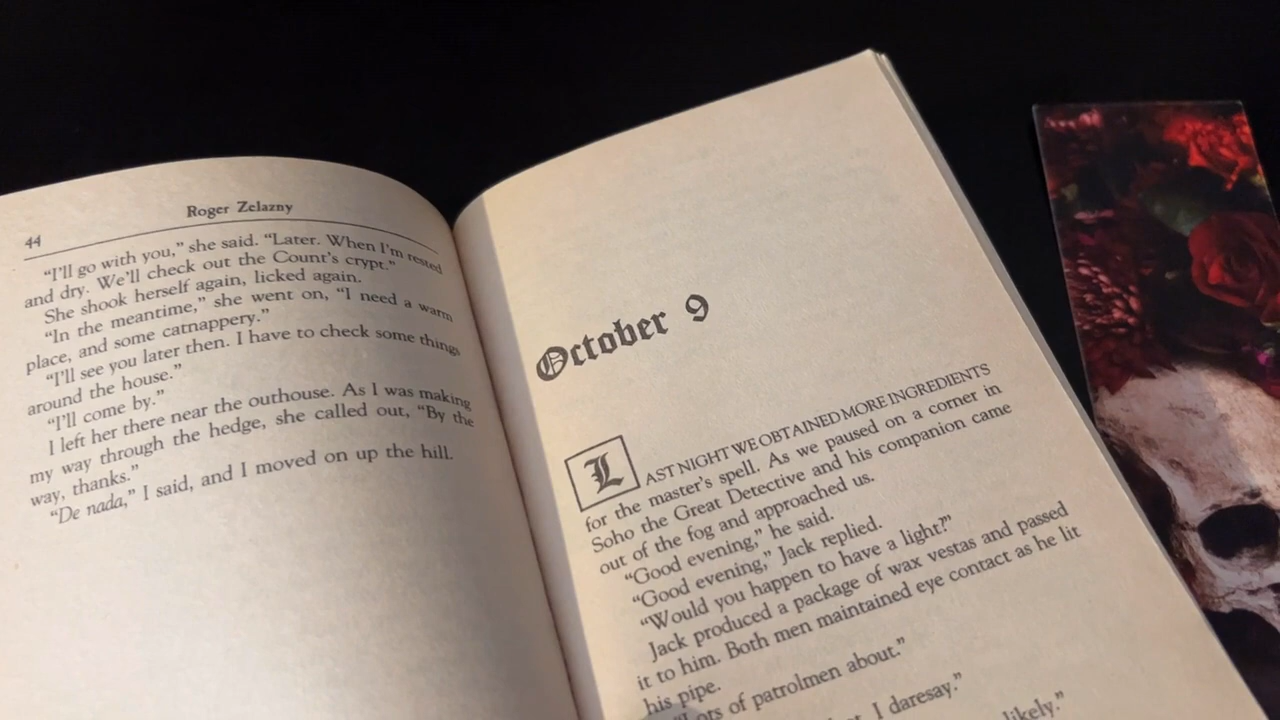 44
Roger Zelazny
“I’ll go with you,” she said. “Later. When I’m rested
and dry. We’ll check out the Count’s crypt.”
She shook herself again, licked again.
“In the meantime,” she went on, “I need a warm
place, and some catnappery.”
“I’ll see you later then. I have to check some things
around the house.”
“I’ll come by.”
I left her there near the outhouse. As I was making
my way through the hedge, she called out, “By the
way, thanks.”
“De nada,” I said, and I moved on up the hill.
October 9
LAST NIGHT WE OBTAINED MORE INGREDIENTS
for the master’s spell. As we paused on a corner in
Soho the Great Detective and his companion came
out of the fog and approached us.
“Good evening,” he said.
“Good evening,” Jack replied.
“Would you happen to have a light?”
Jack produced a package of wax vestas and passed
it to him. Both men maintained eye contact as he lit
his pipe.
“Lots of patrolmen about.”
I daresay.”
likely.”